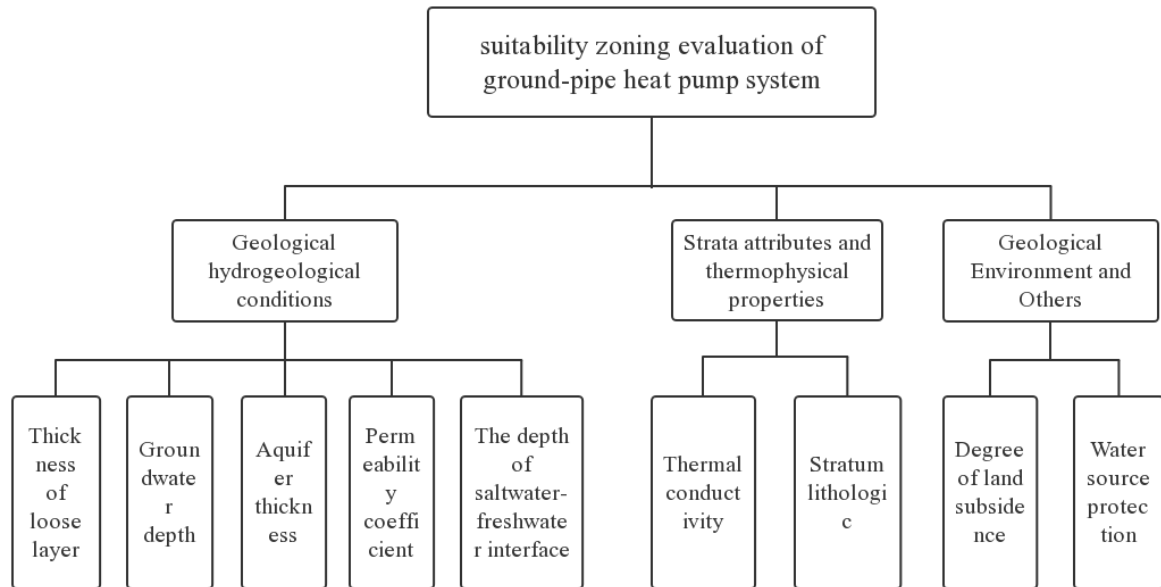 suitability zoning evaluation of
ground-pipe heat pump system
Geological
hydrogeological
conditions
Strata attributes and
thermophysical
properties
Geological
Environment and
Others
Thick
ness
of
loose
layer
Groun
dwate
r
depth
Aquif
er
thickn
ess
Perm
eabilit
y
coeffi
cient
The depth
of
saltwater-
freshwate
r interface
Thermal
conduct
ivity
Stratum
lithologi
c
Degree
of land
subside
nce
Water
source
protec
tion